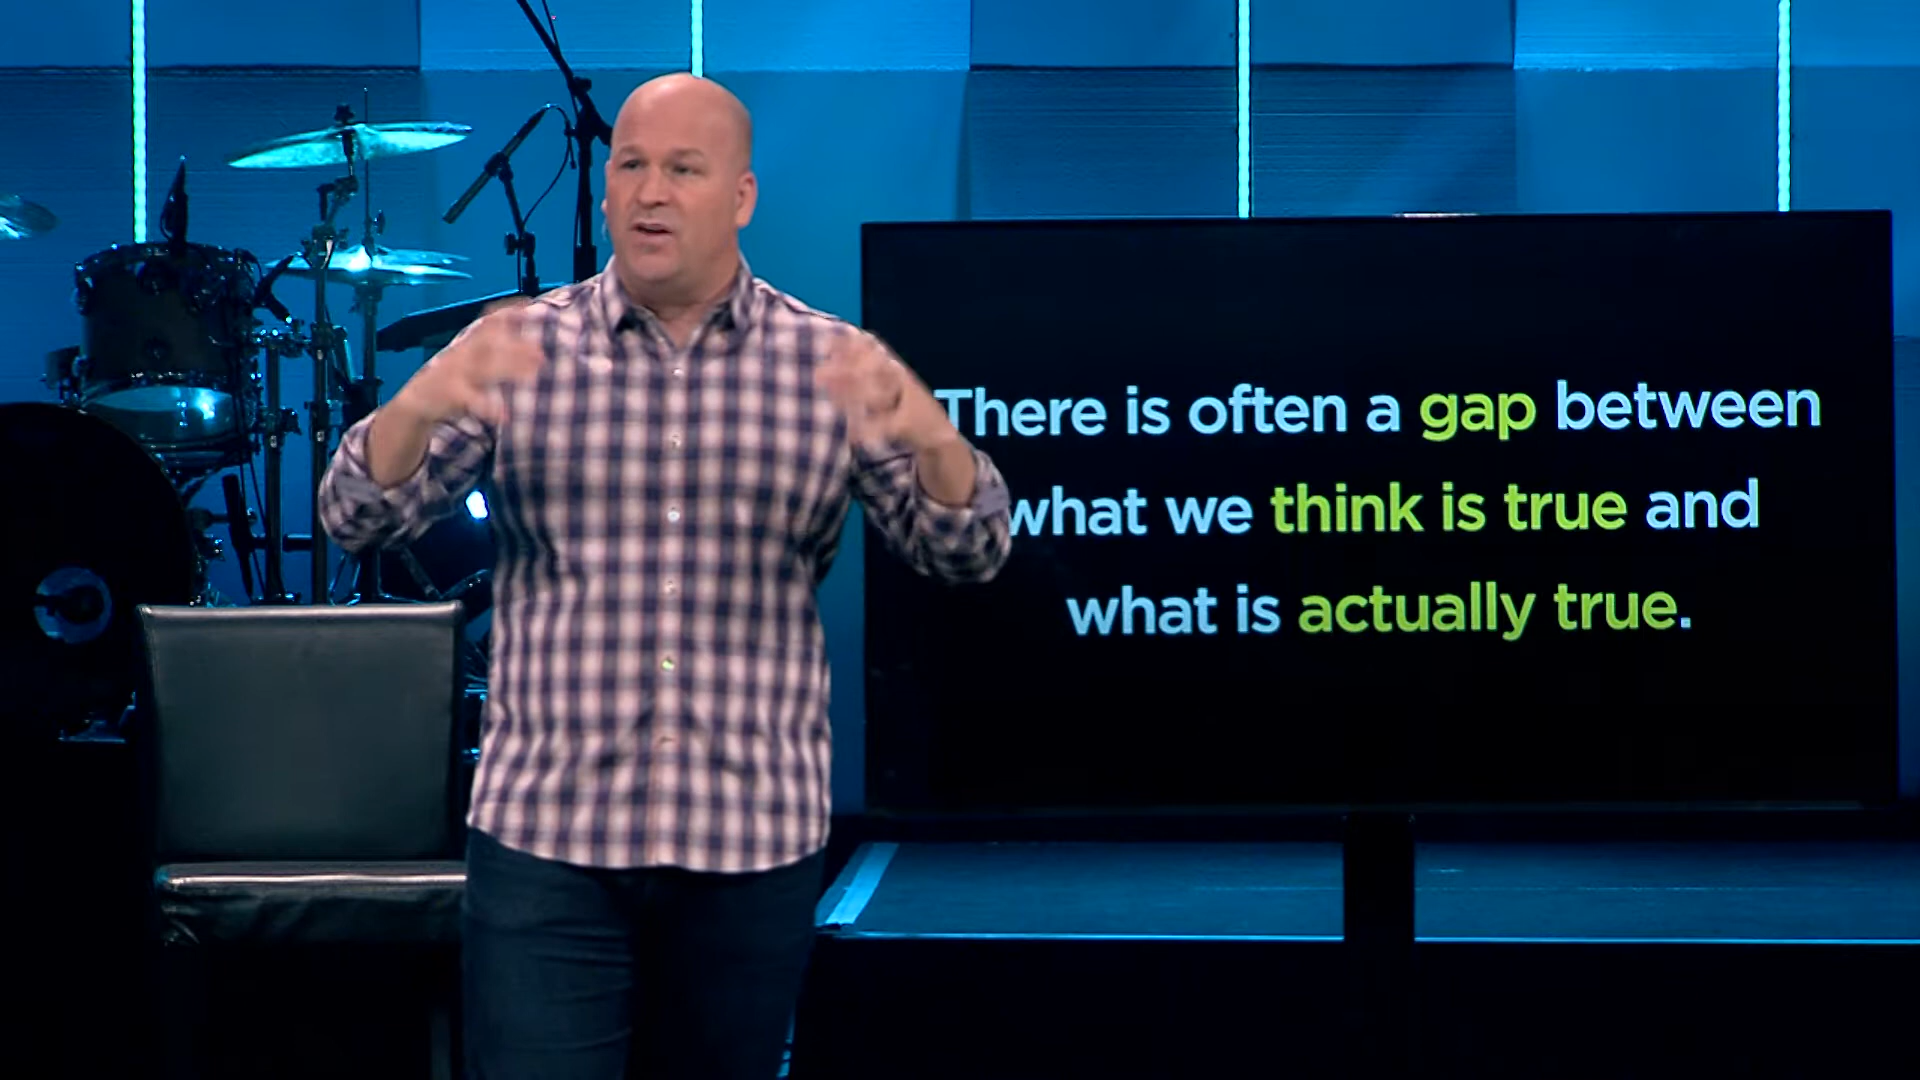 There is often a gap between
what we think is true and
what is actually true.